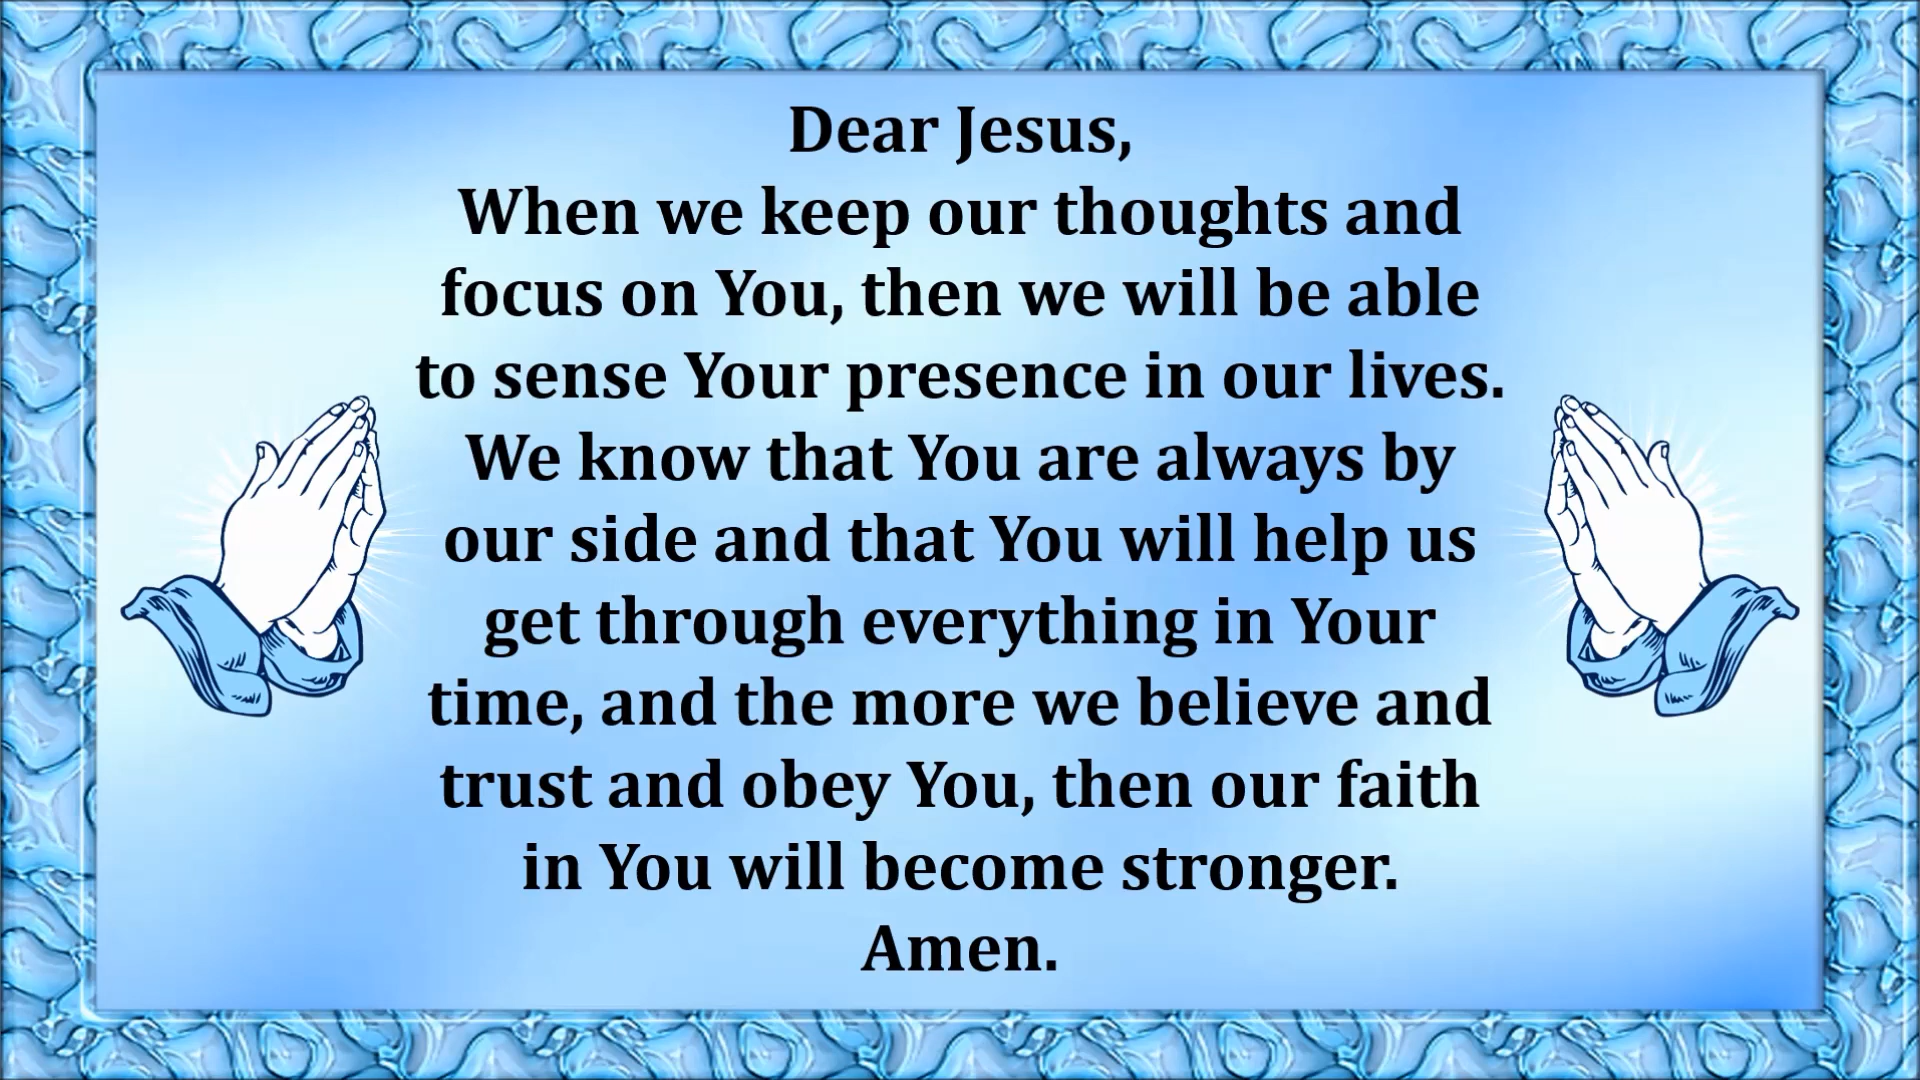 Dear Jesus,
When we keep our thoughts and
focus on You, then we will be able
to sense Your presence in our lives.
We know that You are always by
our side and that You will help us
get through everything in Your
time, and the more we believe and
trust and obey You, then our faith
in You will become stronger.
Amen.